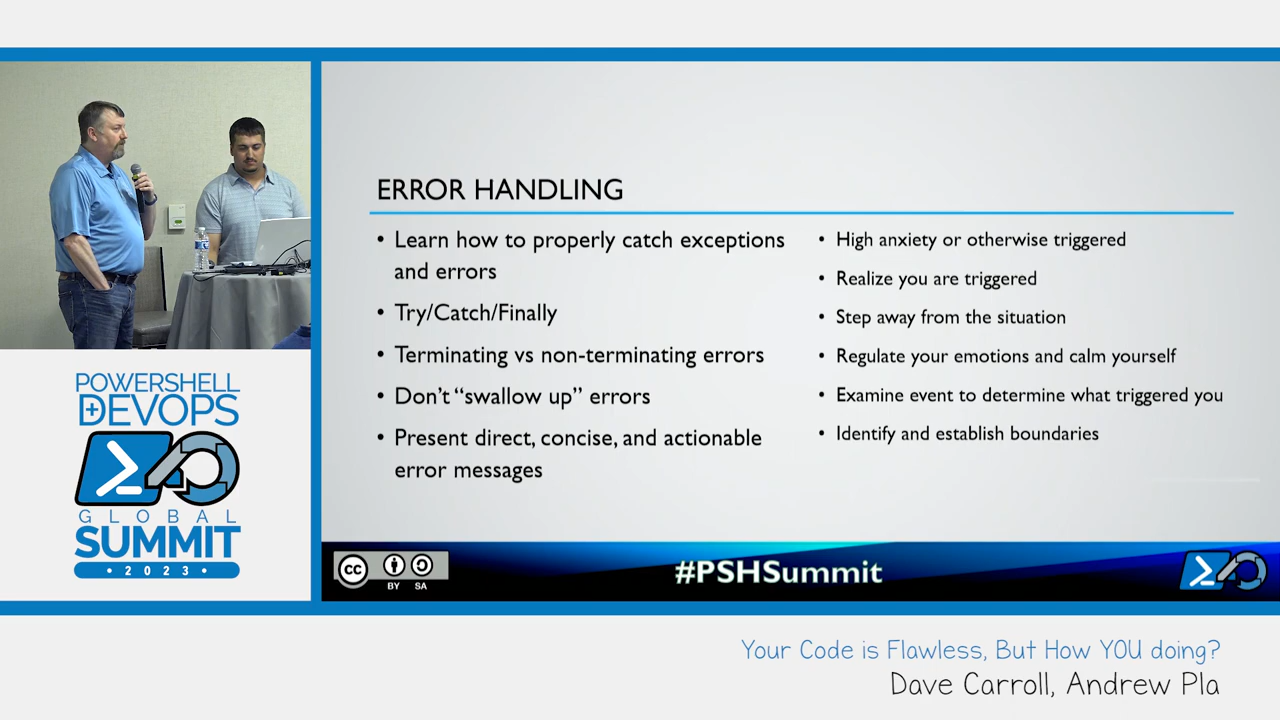 ERROR HANDLING
• Learn how to properly catch exceptions
and errors
• Try/Catch/Finally
• Terminating vs non-terminating errors
• Don’t “swallow up” errors
• Present direct, concise, and actionable
error messages
• High anxiety or otherwise triggered
• Realize you are triggered
• Step away from the situation
• Regulate your emotions and calm yourself
• Examine event to determine what triggered you
• Identify and establish boundaries
POWERSHELL
+DEVOPS
GLOBAL
SUMMIT
• 2023 •
cc
BY SA
#PSHSummit
Your Code is Flawless, But How YOU doing?
Dave Carroll, Andrew Pla